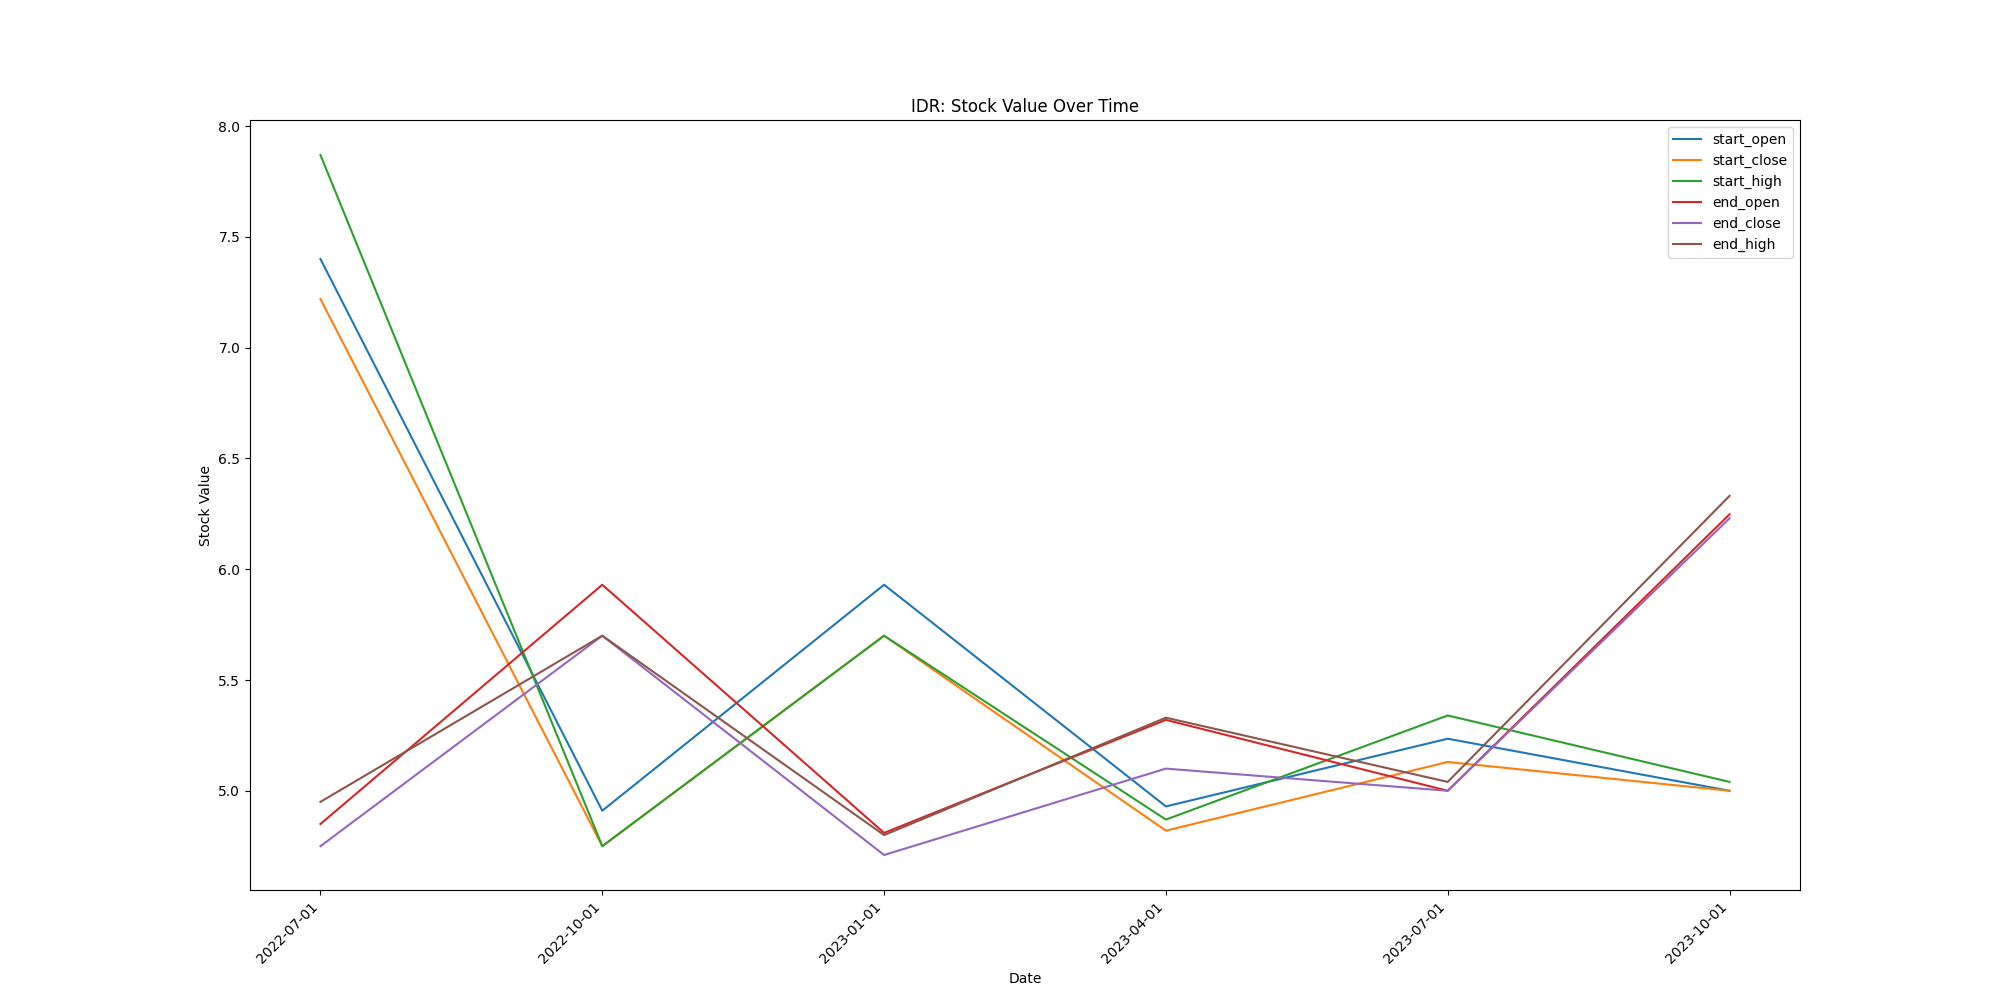 IDR: Stock Value Over Time
8.0
7.5
7.0
6.5
6.0
5.5
5.0
Stock Value
start_open
start_close
start_high
end_open
end_close
end_high
2022-07-01
2022-10-01
2023-01-01
2023-04-01
2023-07-01
2023-10-01
Date